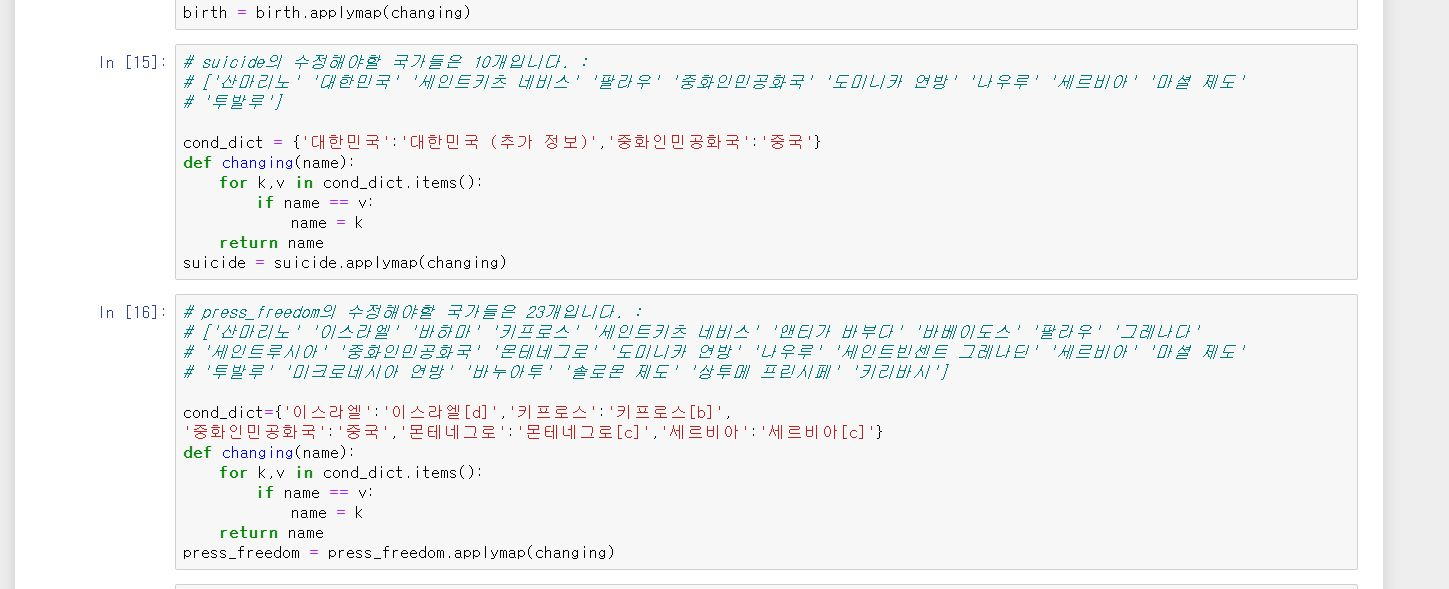 birth = birth.applymap(changing)
In [15]:
# suicide의 수정해야할 국가들은 10개입니다. :
# ['산마리노' '대한민국' '세인트키츠 네비스' '팔라우' '중화인민공화국' '도미니카 연방' '나우루' '세르비아' '마셜 제도'
# '투발루']
cond_dict = {'대한민국':'대한민국 (추가 정보)','중화인민공화국':'중국'}
def changing(name):
    for k,v in cond_dict.items():
        if name == v:
            name = k
    return name
suicide = suicide.applymap(changing)
In [16]:
# press_freedom의 수정해야할 국가들은 23개입니다. :
# ['산마리노' '이스라엘' '바하마' '키프로스' '세인트키츠 네비스' '앤티가 바부다' '바베이도스' '팔라우' '그레나다'
# '세인트루시아' '중화인민공화국' '몬테네그로' '도미니카 연방' '나우루' '세인트빈센트 그레나딘' '세르비아' '마셜 제도'
# '투발루' '미크로네시아 연방' '바누아투' '솔로몬 제도' '상투메 프린시페' '키리바시']
cond_dict={'이스라엘':'이스라엘[d]','키프로스':'키프로스[b]',
'중화인민공화국':'중국','몬테네그로':'몬테네그로[c]','세르비아':'세르비아[c]'}
def changing(name):
    for k,v in cond_dict.items():
        if name == v:
            name = k
    return name
press_freedom = press_freedom.applymap(changing)